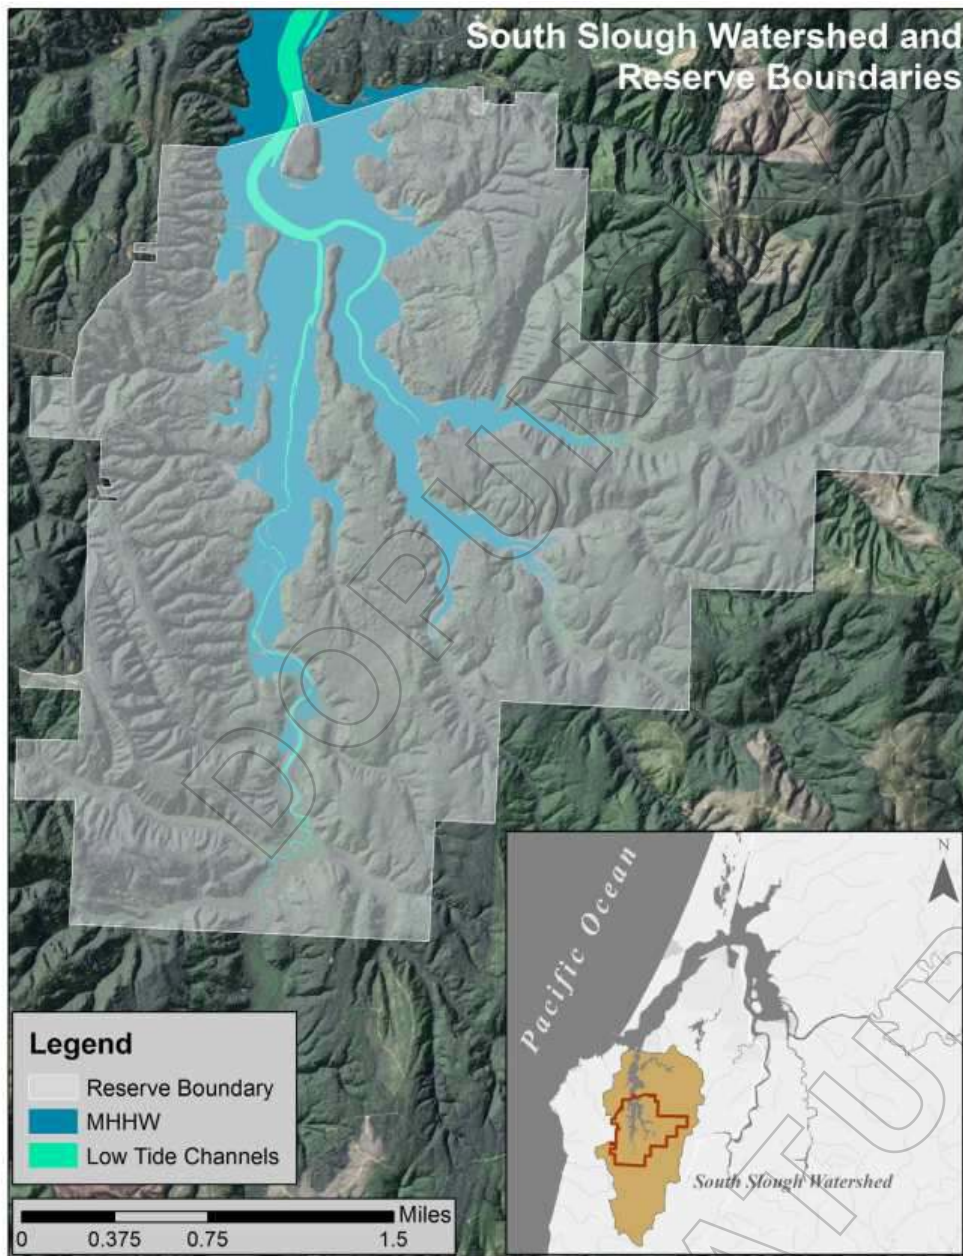 South Slough Watershed and
Reserve Boundaries
N
Pacific Ocean
South Slough Watershed
Legend
Reserve Boundary
MHHW
Low Tide Channels
Miles
0 0.375 0.75 1.5